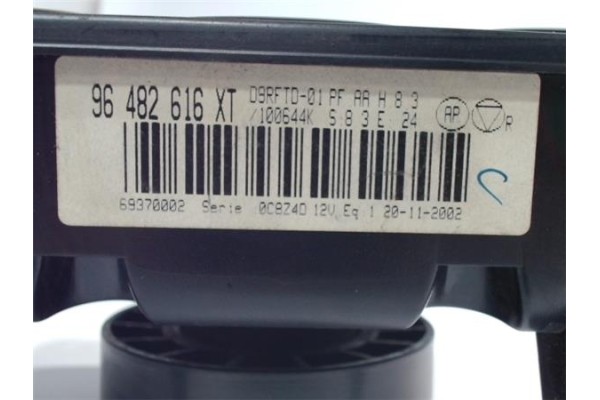 96 482 616 XT D9RFTD-01 PF AA H 8 3
/100644K S 8 3 E 24 AP R
69370002 Serie 0C8Z4D 12V Eq 1 20-11-2002